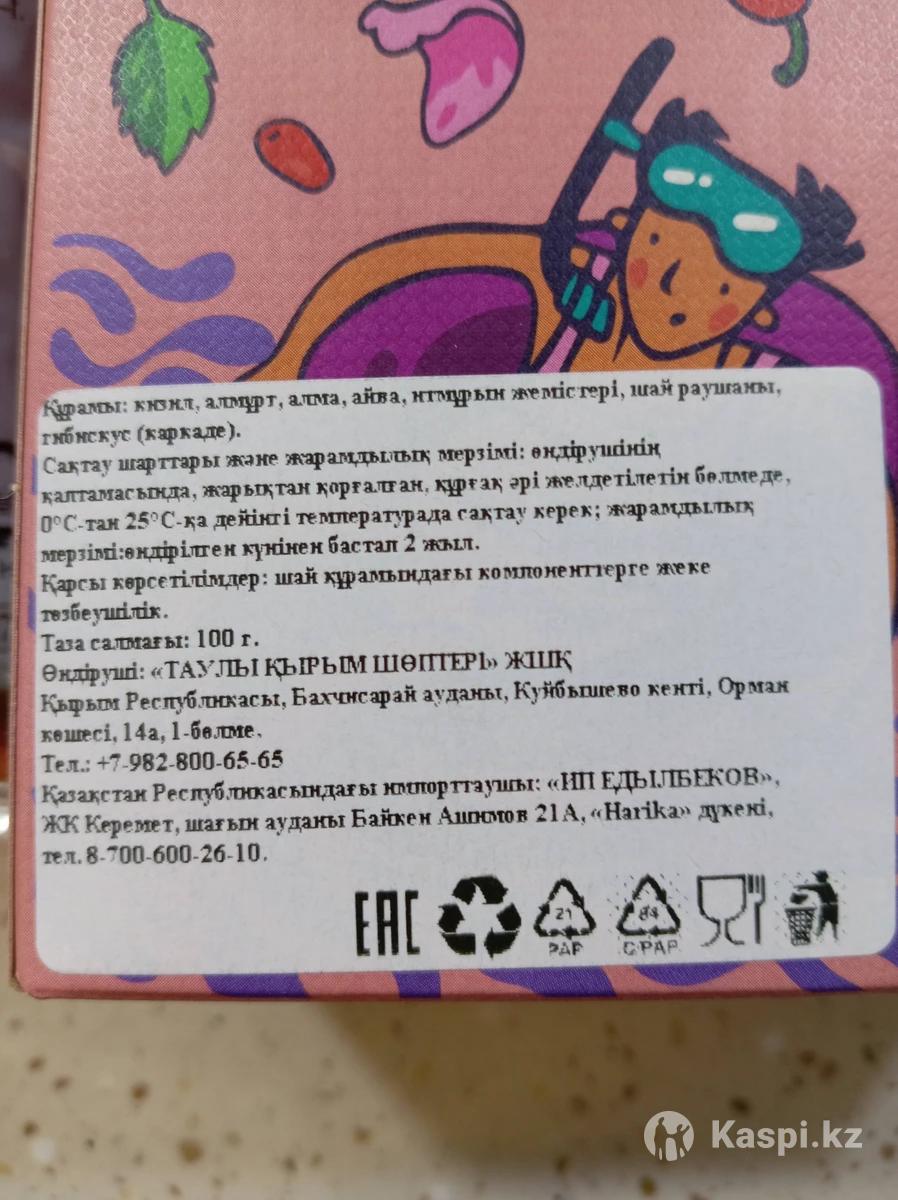 Құрамы: кизил, алмұрт, алма, айва, итмұрын жемістері, шай раушаны,
гибискус (каркаде).
Сақтау шарттары және жарамдылық мерзімі: өндірушінің
қаптамасында, жарықтан қорғалған, құрғақ әрі желдетілетін бөлмеде,
0°C-тан 25°C-қа дейінгі температурада сақтау керек; жарамдылық
мерзімі:өндірілген күнінен бастап 2 жыл.
Қарсы көрсетілімдер: шай құрамындағы компоненттерге жеке
төзбеушілік.
Таза салмағы: 100 г.
Өндіруші: «ТАУЛЫ ҚЫРЫМ ШӨПТЕРІ» ЖШҚ
Қырым Республикасы, Бахчисарай ауданы, Куйбышево кенті, Орман
көшесі, 14а, 1-бөлме.
Тел.: +7-982-800-65-65
Қазақстан Республикасындағы импорттаушы: «ИП ЕДЫЛБЕКОВ»,
ЖК Керемет, шағын ауданы Байкен Ашимов 21А, «Harika» дүкені,
тел. 8-700-600-26-10.
EAC 21 84
PAP C/PAP
Kaspi.kz